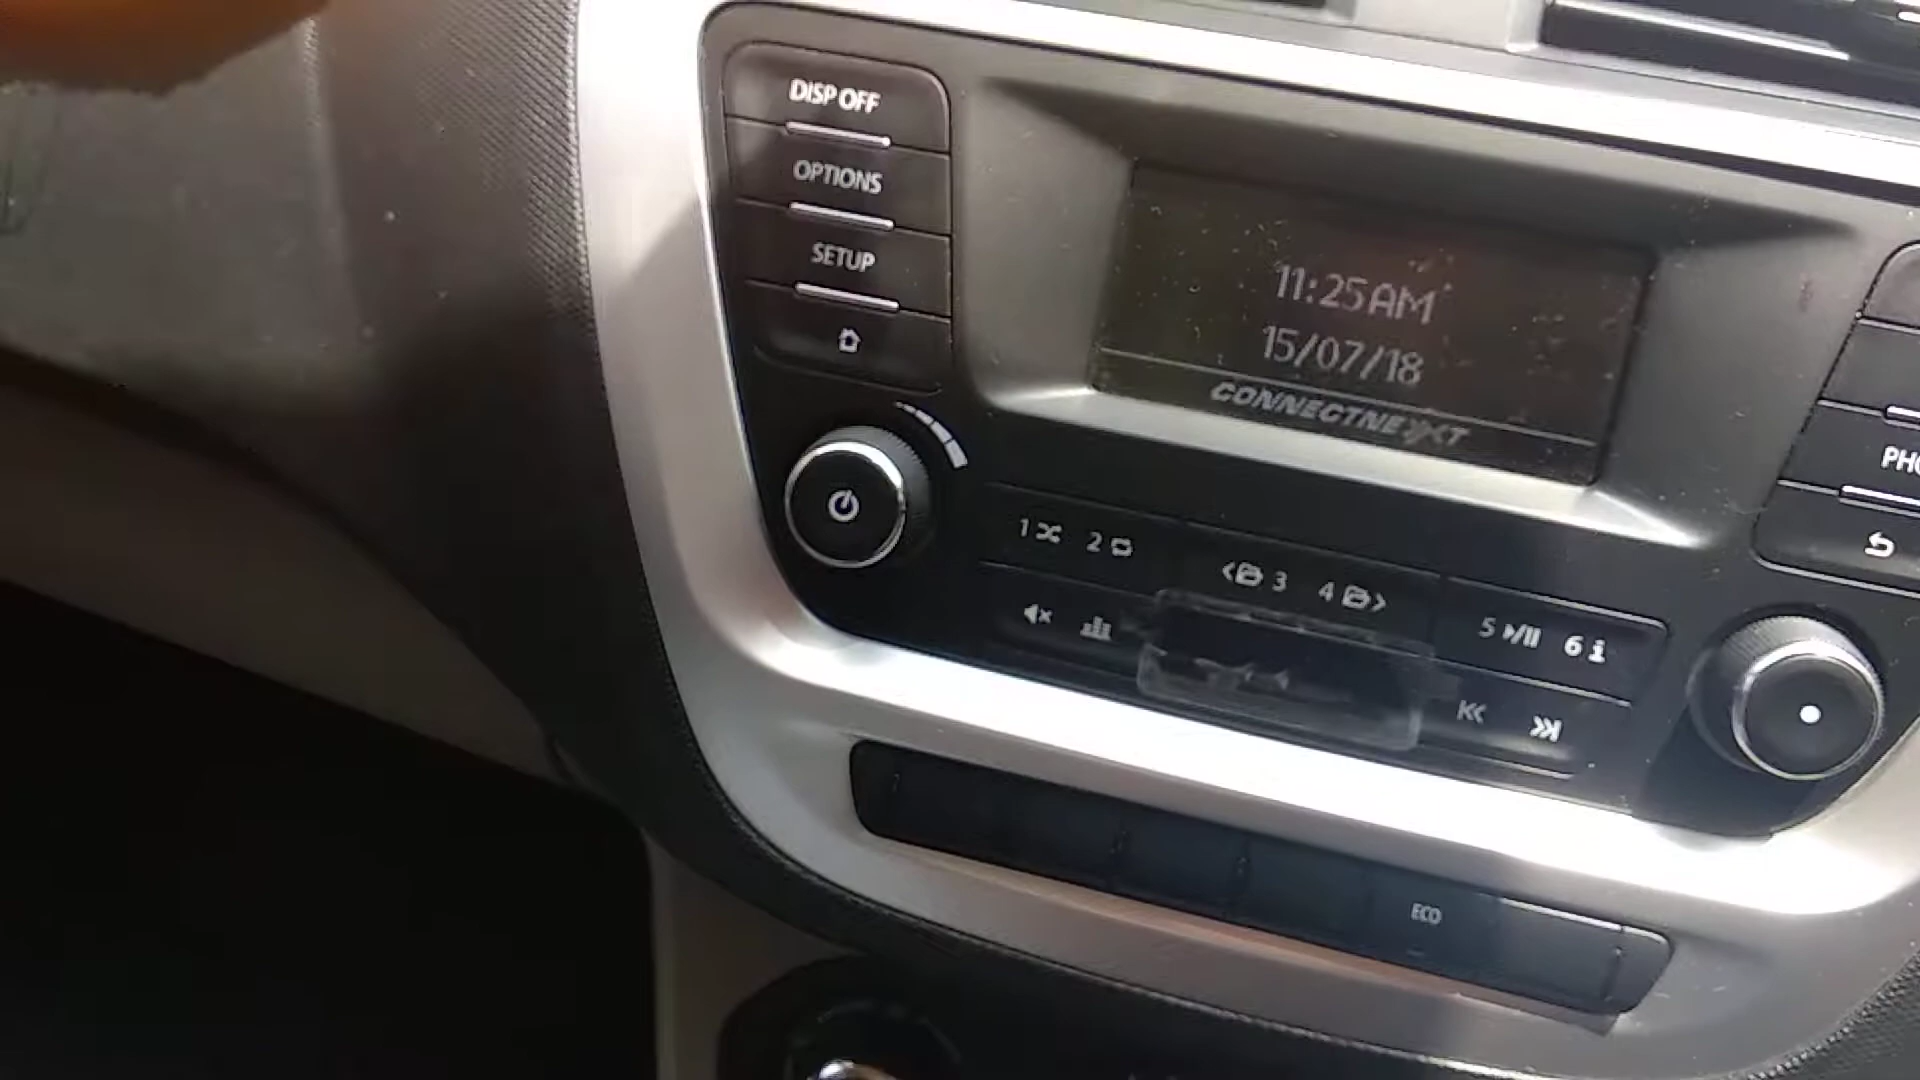 DISP OFF
OPTIONS
SETUP
11:25AM
15/07/18
CONNECTNEXT
1 2
3 4
5 6 i
ECO